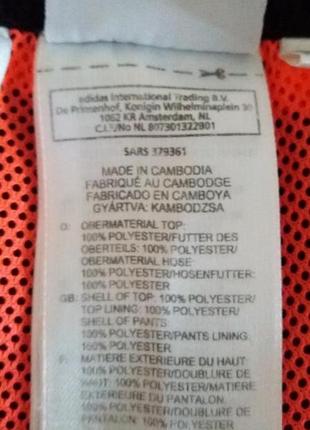 adidas International Trading B.V.
De Primenhof, Konigin Wilhelminaplein 30
1062 KR Amsterdam, NL
C.I.F/No NL 807301322B01
SARS 379361
MADE IN CAMBODIA
FABRIQUÉ AU CAMBODGE
FABRICADO EN CAMBOYA
GYÁRTVA: KAMBODZSA
D: OBERMATERIAL TOP:
100% POLYESTER/FUTTER DES
OBERTEILS: 100% POLYESTER/
OBERMATERIAL HOSE:
100% POLYESTER/HOSENFUTTER:
100% POLYESTER
GB: SHELL OF TOP: 100% POLYESTER/
TOP LINING: 100% POLYESTER/
SHELL OF PANTS:
100% POLYESTER/PANTS LINING:
100% POLYESTER
F: MATIERE EXTERIEURE DU HAUT:
100% POLYESTER/DOUBLURE DE
HAUT: 100% POLYESTER/MATIERE
EXTERIEURE DU PANTALON:
100% POLYESTER/DOUBLURE DE
PANTALON: 100% POLYESTER